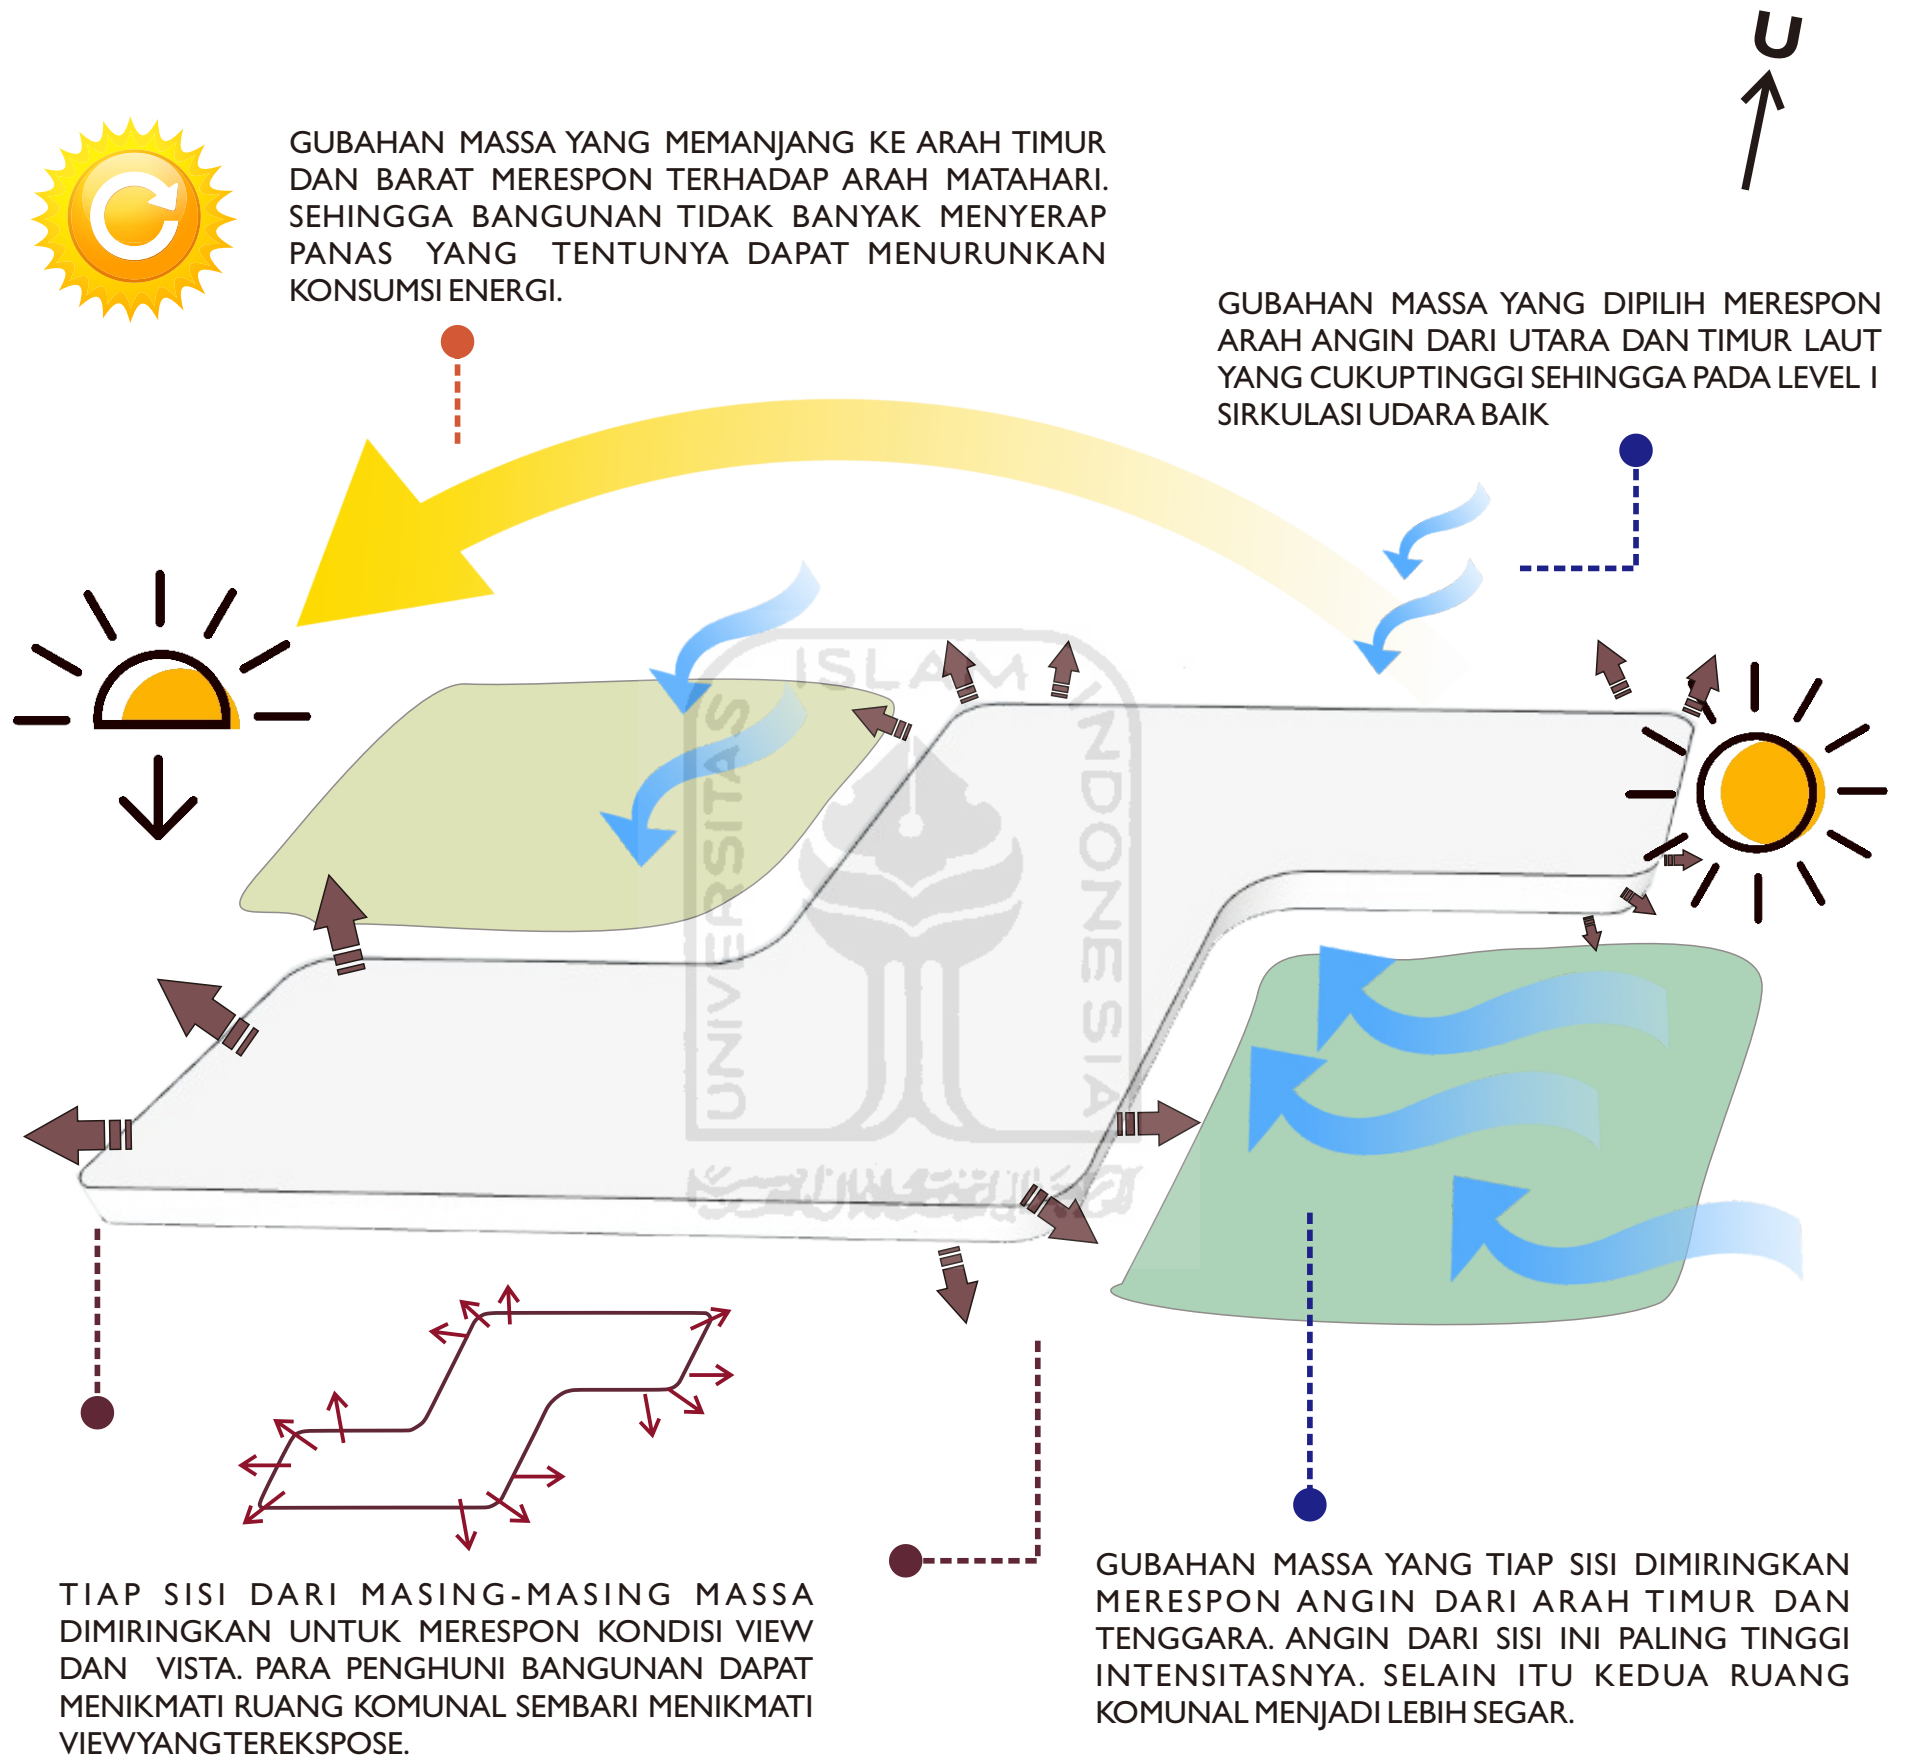 U
GUBAHAN MASSA YANG MEMANJANG KE ARAH TIMUR
DAN BARAT MERESPON TERHADAP ARAH MATAHARI.
SEHINGGA BANGUNAN TIDAK BANYAK MENYERAP
PANAS YANG TENTUNYA DAPAT MENURUNKAN
KONSUMSI ENERGI.
GUBAHAN MASSA YANG DIPILIH MERESPON
ARAH ANGIN DARI UTARA DAN TIMUR LAUT
YANG CUKUP TINGGI SEHINGGA PADA LEVEL 1
SIRKULASI UDARA BAIK
UNIVERSITAS
ISLAM
INDONESIA
TIAP SISI DARI MASING-MASING MASSA
DIMIRINGKAN UNTUK MERESPON KONDISI VIEW
DAN VISTA. PARA PENGHUNI BANGUNAN DAPAT
MENIKMATI RUANG KOMUNAL SEMBARI MENIKMATI
VIEW YANG TEREKSPOSE.
GUBAHAN MASSA YANG TIAP SISI DIMIRINGKAN
MERESPON ANGIN DARI ARAH TIMUR DAN
TENGGARA. ANGIN DARI SISI INI PALING TINGGI
INTENSITASNYA. SELAIN ITU KEDUA RUANG
KOMUNAL MENJADI LEBIH SEGAR.